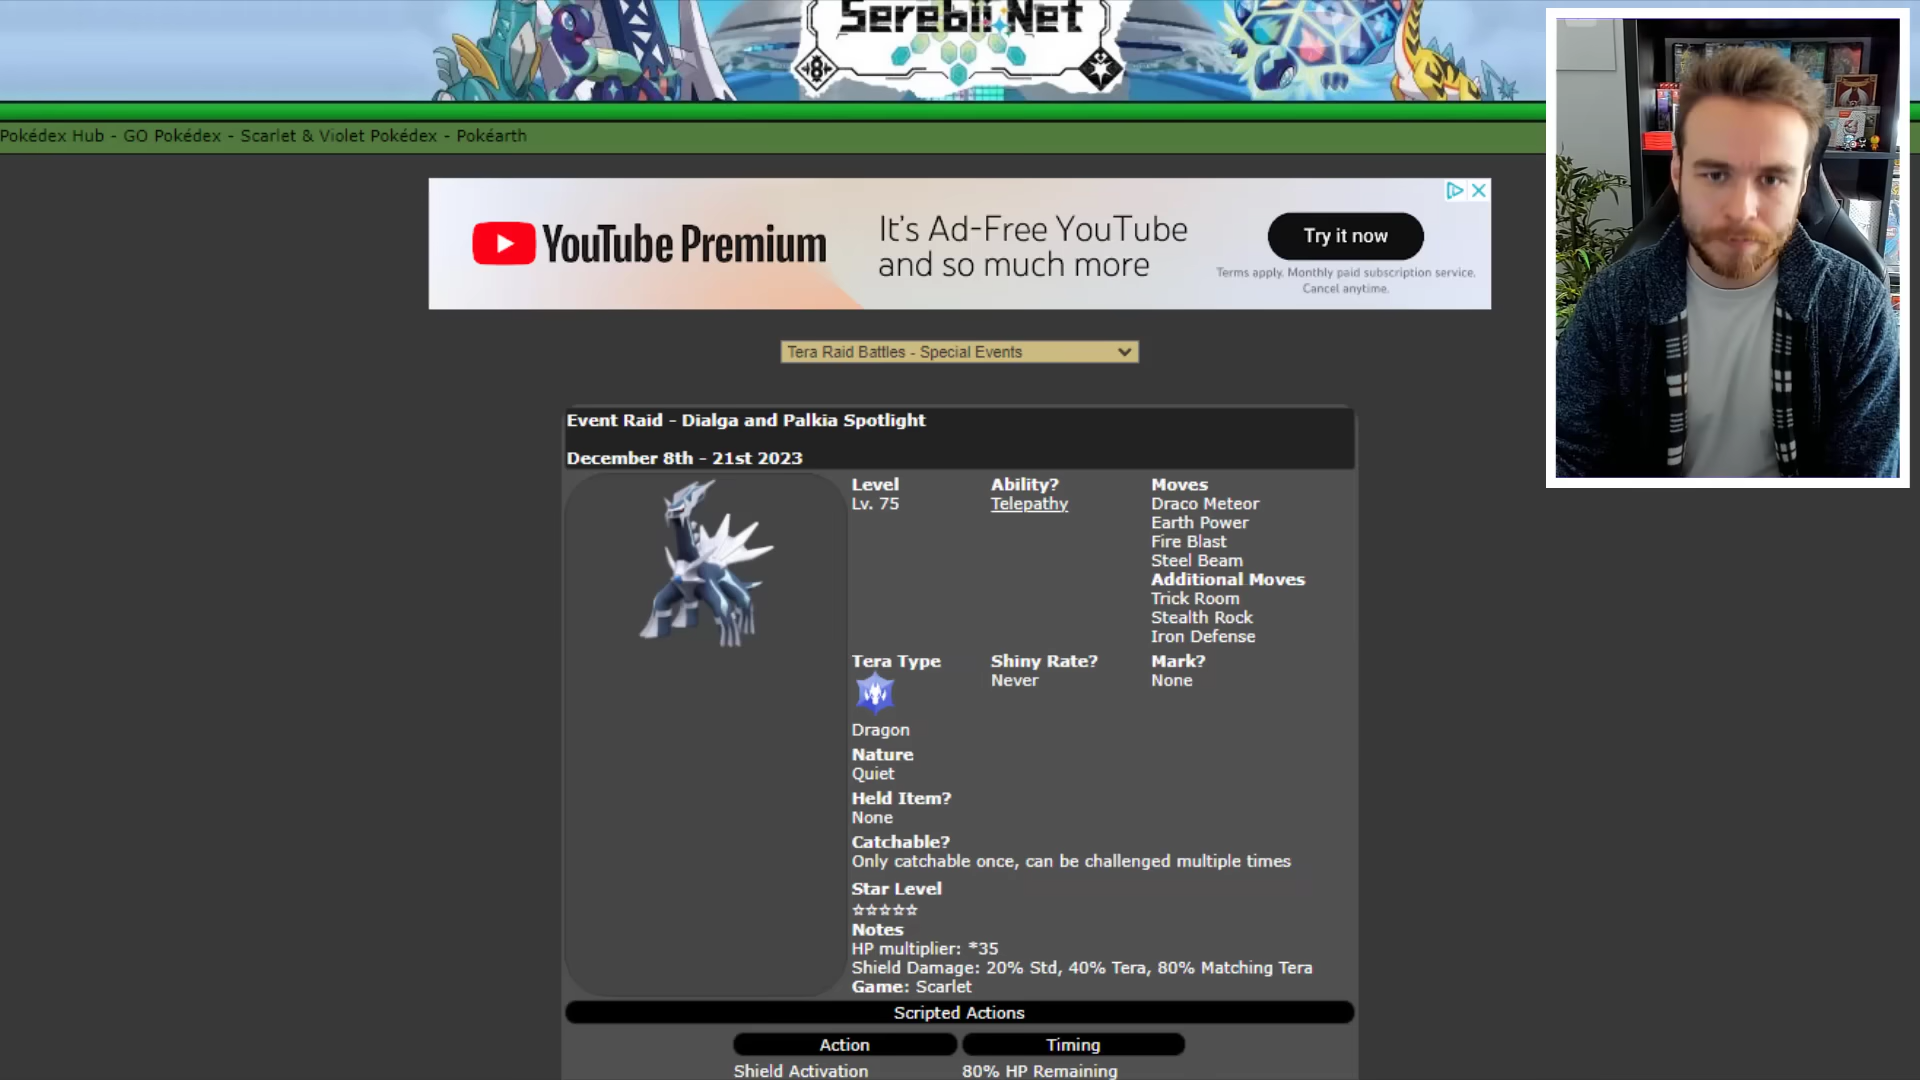 Serebii.Net
Pokédex Hub - GO Pokédex - Scarlet & Violet Pokédex - Pokéarth
YouTube Premium
It's Ad-Free YouTube
and so much more
Try it now
Terms apply. Monthly paid subscription service.
Cancel anytime.
Tera Raid Battles - Special Events
Event Raid - Dialga and Palkia Spotlight
December 8th - 21st 2023
Level
Lv. 75
Ability?
Telepathy
Moves
Draco Meteor
Earth Power
Fire Blast
Steel Beam
Additional Moves
Trick Room
Stealth Rock
Iron Defense
Tera Type
Dragon
Shiny Rate?
Never
Mark?
None
Nature
Quiet
Held Item?
None
Catchable?
Only catchable once, can be challenged multiple times
Star Level
☆☆☆☆☆
Notes
HP multiplier: *35
Shield Damage: 20% Std, 40% Tera, 80% Matching Tera
Game: Scarlet
Scripted Actions
Action Timing
Shield Activation 80% HP Remaining